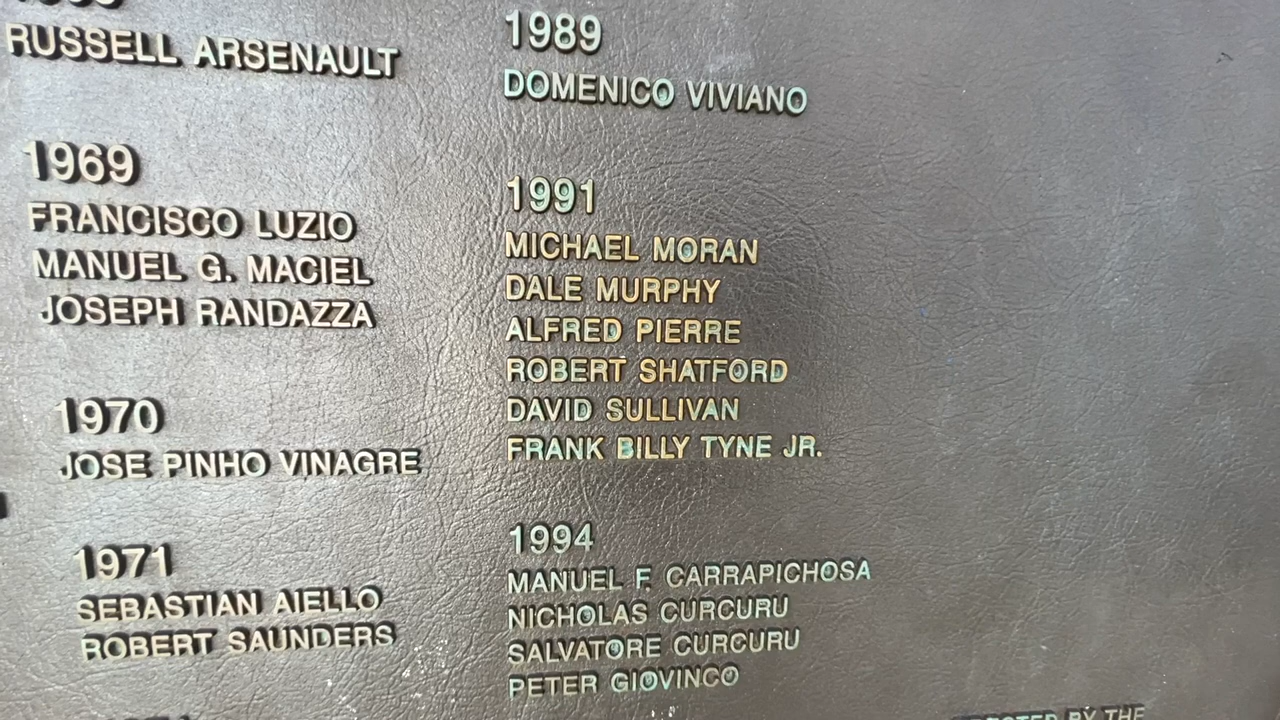 RUSSELL ARSENAULT
1969
FRANCISCO LUZIO
MANUEL G. MACIEL
JOSEPH RANDAZZA
1970
JOSE PINHO VINAGRE
1971
SEBASTIAN AIELLO
ROBERT SAUNDERS
1989
DOMENICO VIVIANO
1991
MICHAEL MORAN
DALE MURPHY
ALFRED PIERRE
ROBERT SHATFORD
DAVID SULLIVAN
FRANK BILLY TYNE JR.
1994
MANUEL F. CARRAPICHOSA
NICHOLAS CURCURU
SALVATORE CURCURU
PETER GIOVINCO
BY THE